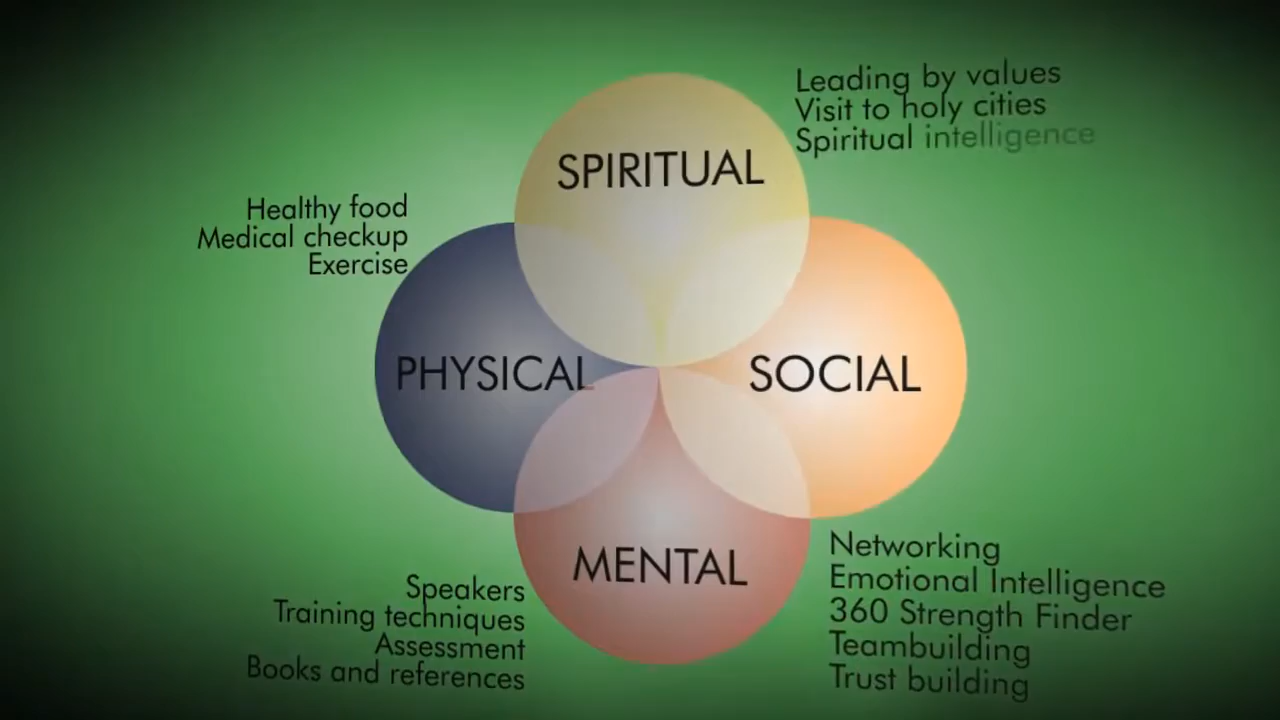 Leading by values
Visit to holy cities
Spiritual intelligence
SPIRITUAL
Healthy food
Medical checkup
Exercise
PHYSICAL
SOCIAL
MENTAL
Speakers
Training techniques
Assessment
Books and references
Networking
Emotional Intelligence
360 Strength Finder
Teambuilding
Trust building